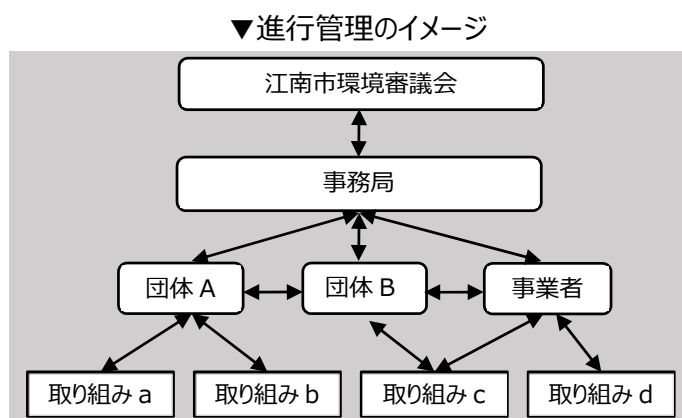 ▼進行管理のイメージ
江南市環境審議会
事務局
団体 A
団体 B
事業者
取り組み a
取り組み b
取り組み c
取り組み d